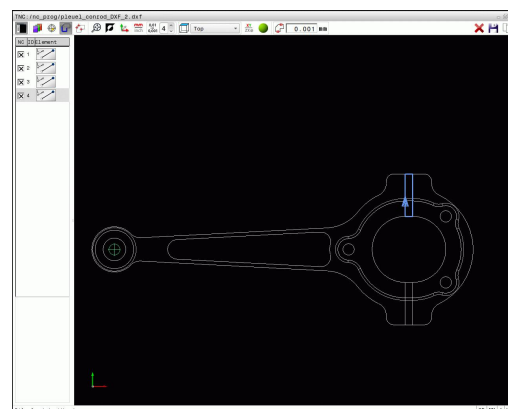 TNC:/nc_prog/pleuel_conrod_DXF_2.dxf
4 Top 0.001 mm
NC ID Element
1
2
3
4